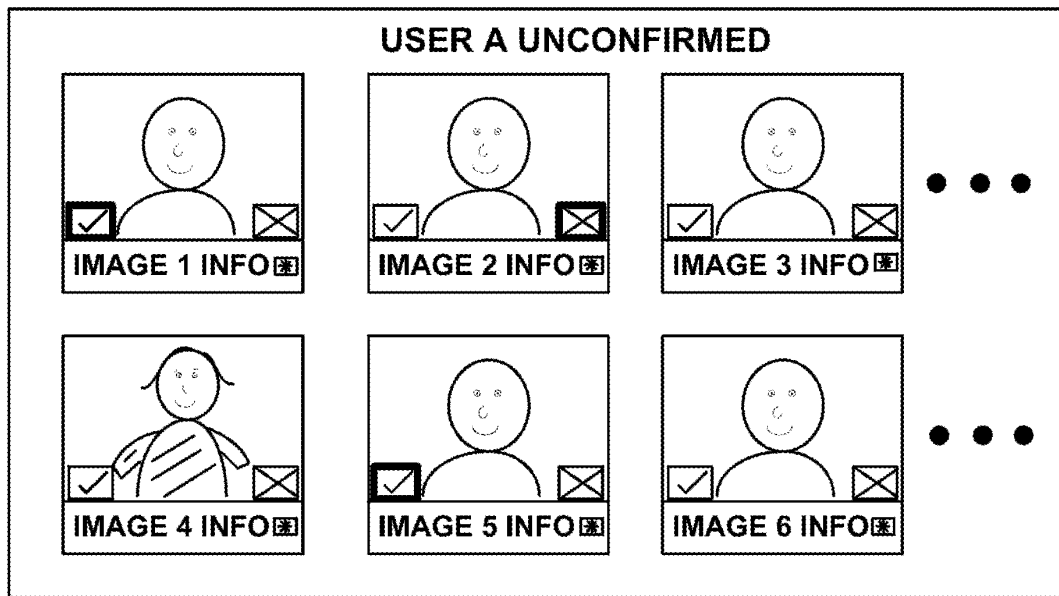 USER A UNCONFIRMED
IMAGE 1 INFO
IMAGE 2 INFO
IMAGE 3 INFO
IMAGE 4 INFO
IMAGE 5 INFO
IMAGE 6 INFO